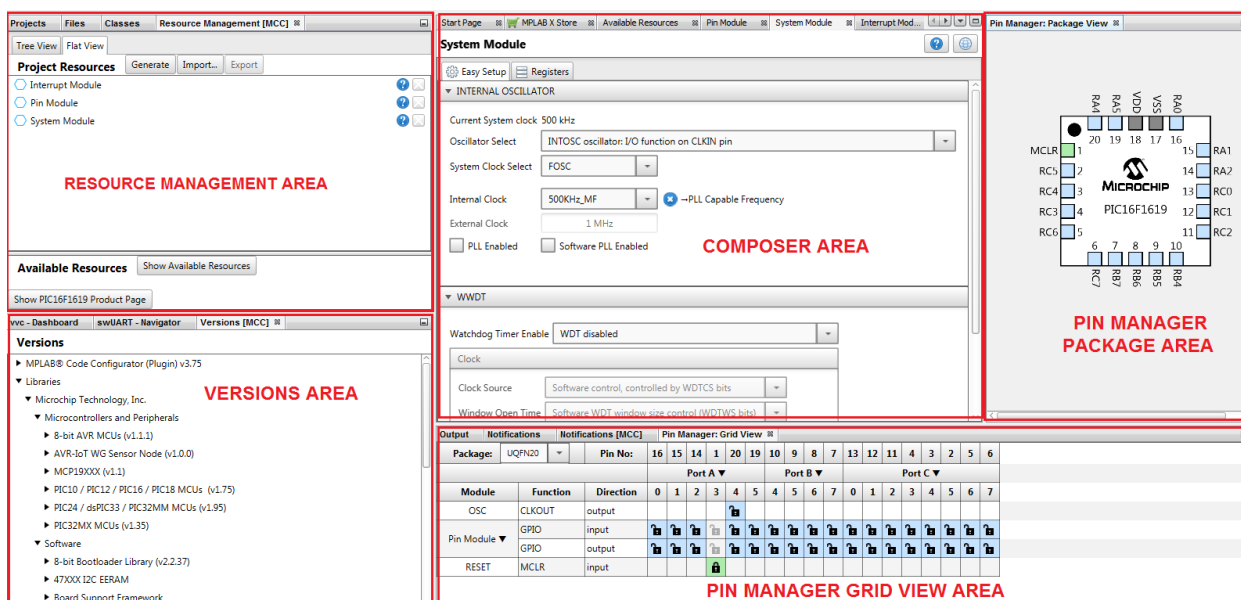 Projects Files Classes Resource Management [MCC]
Tree View Flat View
Project Resources Generate Import... Export
Interrupt Module
Pin Module
System Module
RESOURCE MANAGEMENT AREA
Available Resources Show Available Resources
Show PIC16F1619 Product Page
vvc - Dashboard swUART - Navigator Versions [MCC]
Versions
MPLAB® Code Configurator (Plugin) v3.75
Libraries
Microchip Technology, Inc.
VERSIONS AREA
Microcontrollers and Peripherals
8-bit AVR MCUs (v1.1.1)
AVR-IoT WG Sensor Node (v1.0.0)
MCP19XXX (v1.1)
PIC10 / PIC12 / PIC16 / PIC18 MCUs (v1.75)
PIC24 / dsPIC33 / PIC32MM MCUs (v1.95)
PIC32MX MCUs (v1.35)
Software
8-bit Bootloader Library (v2.2.37)
47XXX I2C EERAM
Board Support Framework
Start Page MPLAB X Store Available Resources Pin Module System Module Interrupt Mod...
System Module
Easy Setup Registers
INTERNAL OSCILLATOR
Current System clock 500 kHz
Oscillator Select INTOSC oscillator: I/O function on CLKIN pin
System Clock Select FOSC
Internal Clock 500KHz_MF →PLL Capable Frequency
External Clock 1 MHz
PLL Enabled Software PLL Enabled
COMPOSER AREA
WWDT
Watchdog Timer Enable WDT disabled
Clock
Clock Source Software control, controlled by WDTCS bits
Window Open Time Software WDT window size control (WDTWS bits)
Pin Manager: Package View
RA4 RA5 VDD VSS RA0
20 19 18 17 16
MCLR 1 15 RA1
RC5 2 14 RA2
MICROCHIP
RC4 3 13 RC0
PIC16F1619
RC3 4 12 RC1
RC6 5 11 RC2
6 7 8 9 10
RC7 RB7 RB6 RB5 RB4
PIN MANAGER
PACKAGE AREA
Output Notifications Notifications [MCC] Pin Manager: Grid View
Package: UQFN20 Pin No: 16 15 14 1 20 19 10 9 8 7 13 12 11 4 3 2 5 6
Port A ▼ Port B ▼ Port C ▼
Module Function Direction 0 1 2 3 4 5 4 5 6 7 0 1 2 3 4 5 6 7
OSC CLKOUT output
Pin Module ▼ GPIO input
GPIO output
RESET MCLR input
PIN MANAGER GRID VIEW AREA